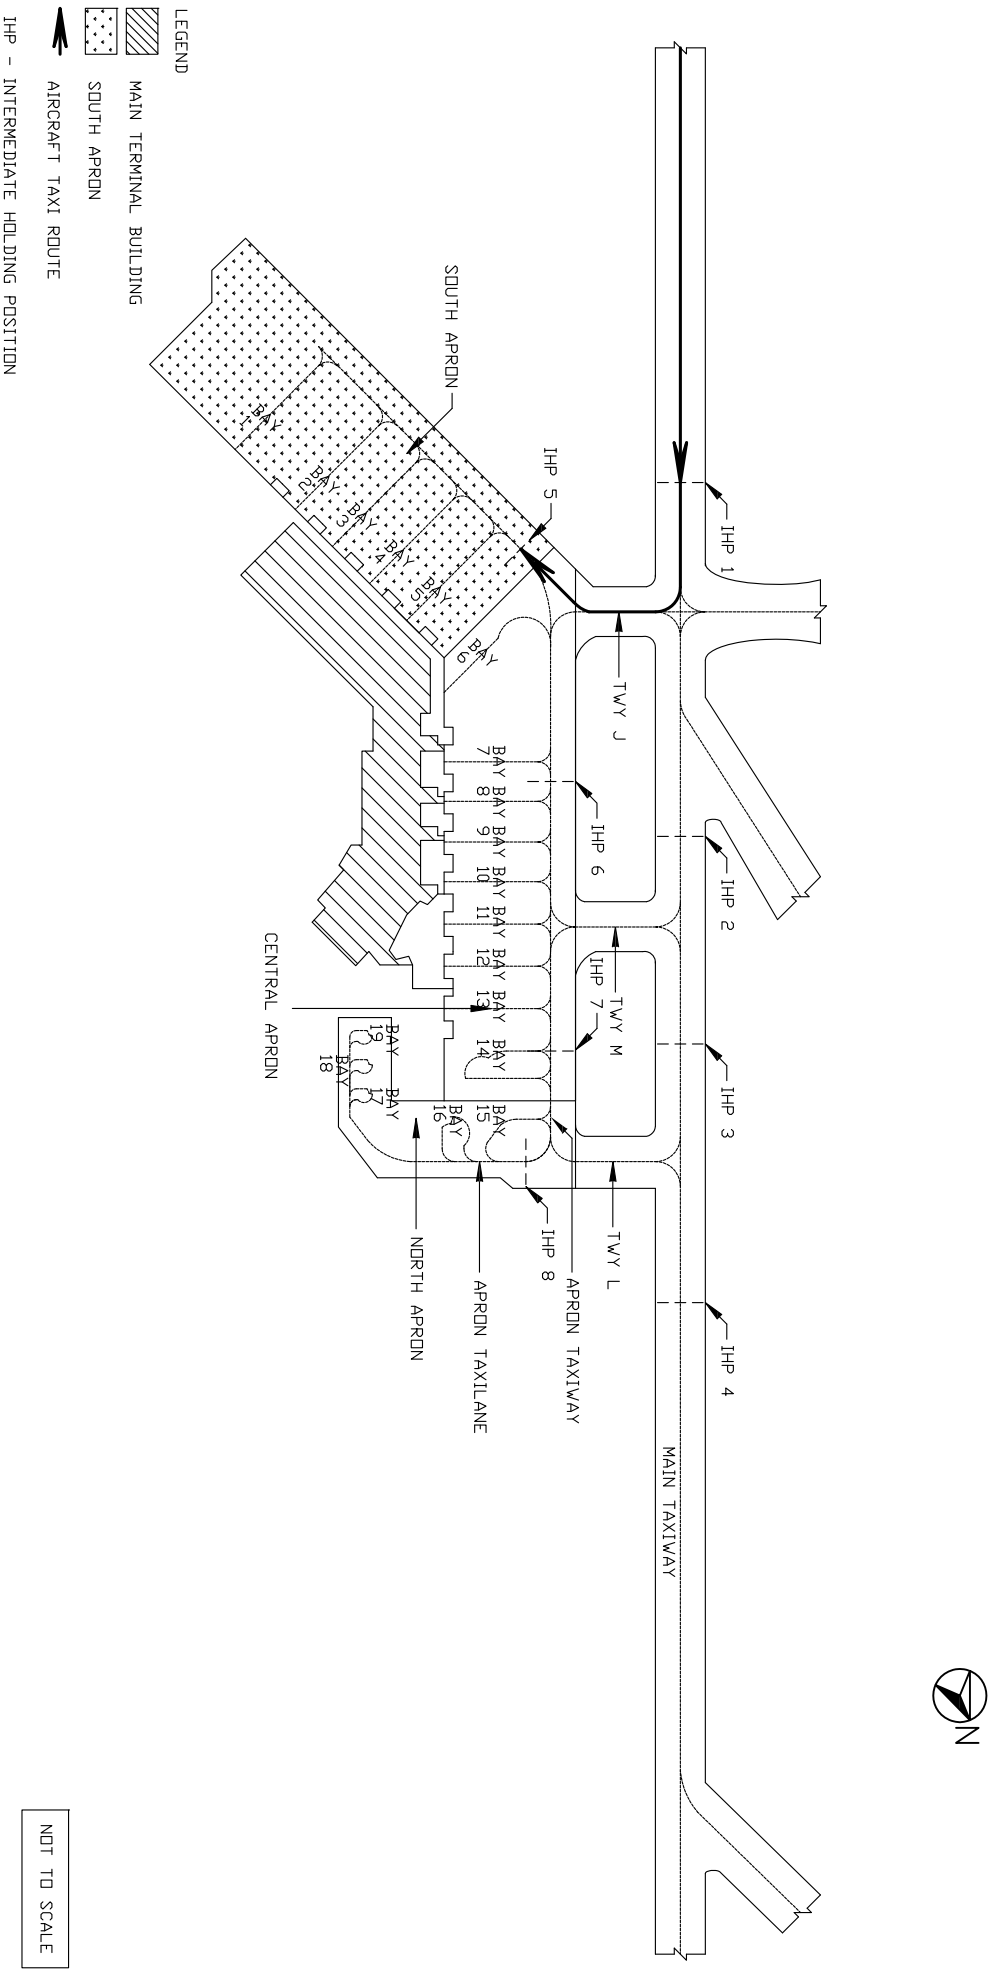 LEGEND
MAIN TERMINAL BUILDING
SOUTH APRON
AIRCRAFT TAXI ROUTE
IHP - INTERMEDIATE HOLDING POSITION
IHP 1
IHP 2
IHP 3
IHP 4
MAIN TAXIWAY
TWY J
TWY M
TWY L
IHP 5
IHP 6
IHP 7
IHP 8
SOUTH APRON
BAY
1
BAY
2
BAY
3
BAY
4
BAY
5
BAY
6
BAY
7
BAY
8
BAY
9
BAY
10
BAY
11
BAY
12
BAY
13
BAY
14
BAY
15
BAY
16
BAY
17
BAY
18
BAY
19
CENTRAL APRON
NORTH APRON
APRON TAXILANE
APRON TAXIWAY
N
NOT TO SCALE